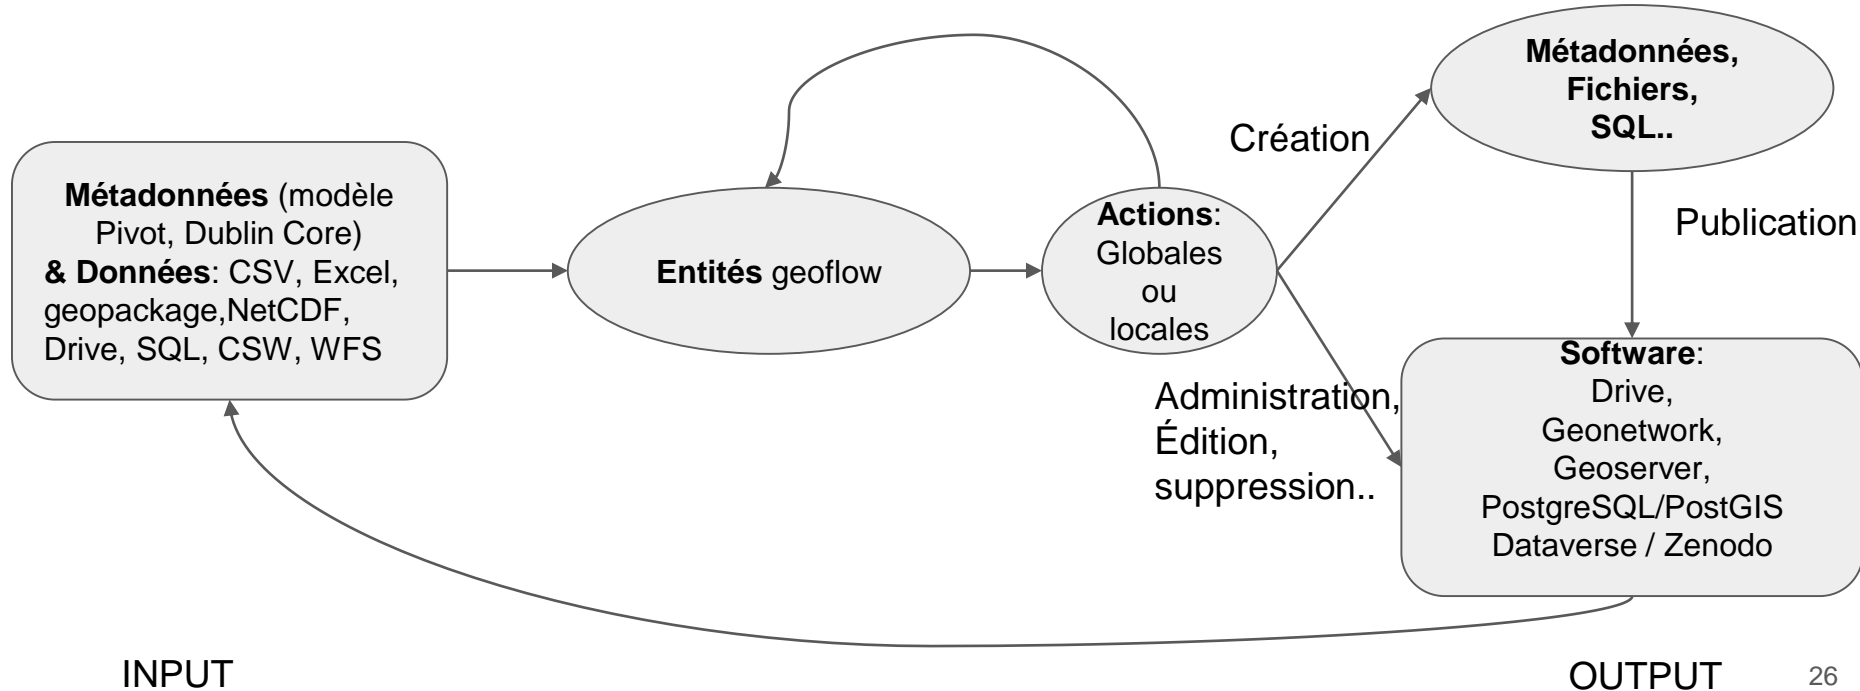 Métadonnées (modèle
Pivot, Dublin Core)
& Données: CSV, Excel,
geopackage,NetCDF,
Drive, SQL, CSW, WFS
Entités geoflow
Actions:
Globales
ou
locales
Création
Métadonnées,
Fichiers,
SQL..
Publication
Administration,
Édition,
suppression..
Software:
Drive,
Geonetwork,
Geoserver,
PostgreSQL/PostGIS
Dataverse / Zenodo
INPUT
OUTPUT
26